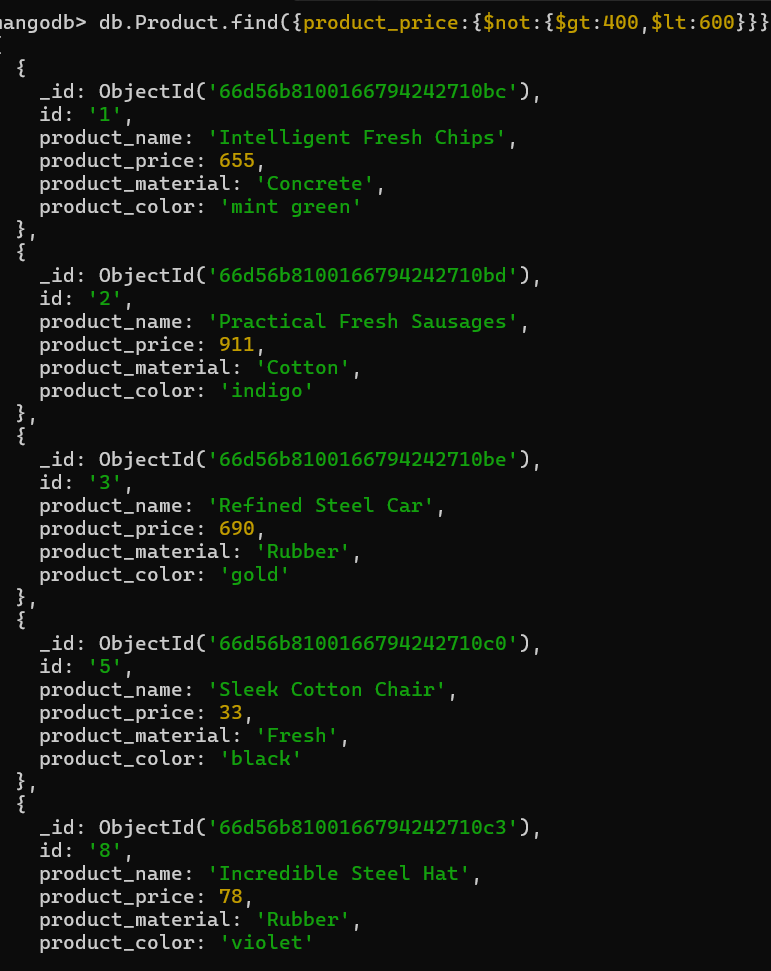 mangodb> db.Product.find({product_price:{$not:{$gt:400,$lt:600}}}
[
{
_id: ObjectId('66d56b8100166794242710bc'),
id: '1',
product_name: 'Intelligent Fresh Chips',
product_price: 655,
product_material: 'Concrete',
product_color: 'mint green'
},
{
_id: ObjectId('66d56b8100166794242710bd'),
id: '2',
product_name: 'Practical Fresh Sausages',
product_price: 911,
product_material: 'Cotton',
product_color: 'indigo'
},
{
_id: ObjectId('66d56b8100166794242710be'),
id: '3',
product_name: 'Refined Steel Car',
product_price: 690,
product_material: 'Rubber',
product_color: 'gold'
},
{
_id: ObjectId('66d56b8100166794242710c0'),
id: '5',
product_name: 'Sleek Cotton Chair',
product_price: 33,
product_material: 'Fresh',
product_color: 'black'
},
{
_id: ObjectId('66d56b8100166794242710c3'),
id: '8',
product_name: 'Incredible Steel Hat',
product_price: 78,
product_material: 'Rubber',
product_color: 'violet'